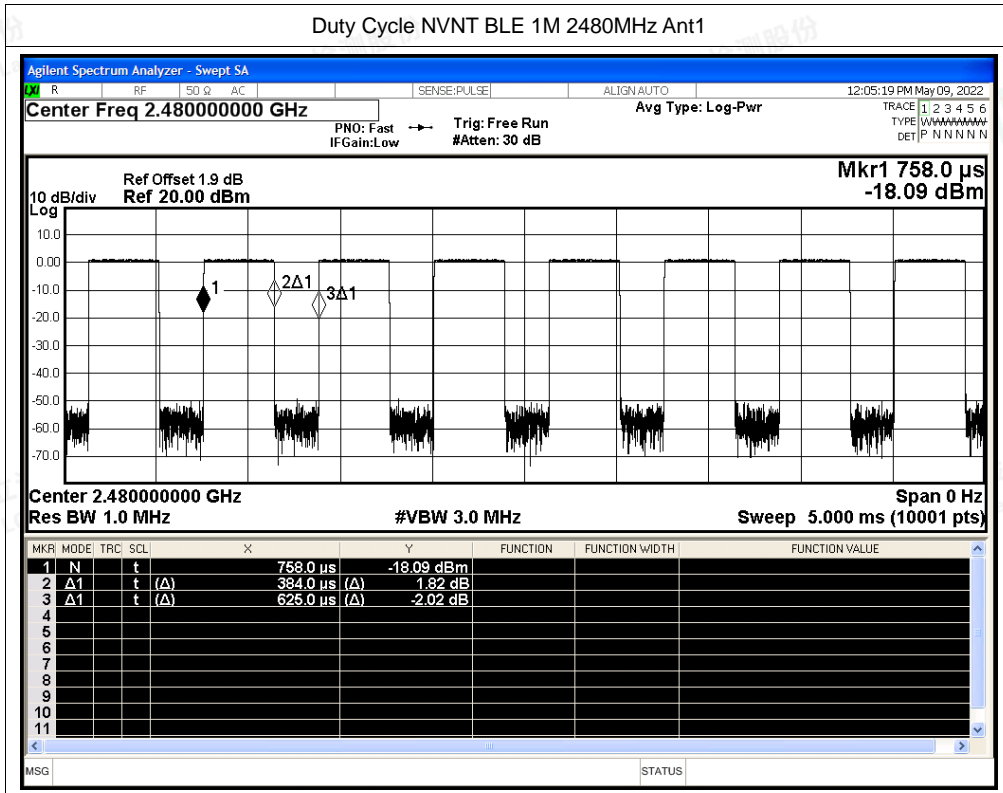 Duty Cycle NVNT BLE 1M 2480MHz Ant1
Agilent Spectrum Analyzer - Swept SA
LXI R RF 50 Ω AC SENSE:PULSE ALIGN AUTO 12:05:19 PM May 09, 2022
Center Freq 2.480000000 GHz Avg Type: Log-Pwr TRACE 1 2 3 4 5 6
PNO: Fast Trig: Free Run TYPE W
IFGain:Low #Atten: 30 dB DET P N N N N N
Mkr1 758.0 µs
Ref Offset 1.9 dB
10 dB/div Ref 20.00 dBm -18.09 dBm
Log
10.0
0.00
-10.0 1 2Δ1 3Δ1
-20.0
-30.0
-40.0
-50.0
-60.0
-70.0
Center 2.480000000 GHz Span 0 Hz
Res BW 1.0 MHz #VBW 3.0 MHz Sweep 5.000 ms (10001 pts)
MKR MODE TRC SCL X Y FUNCTION FUNCTION WIDTH FUNCTION VALUE
1 N t 758.0 µs -18.09 dBm
2 Δ1 t (Δ) 384.0 µs (Δ) 1.82 dB
3 Δ1 t (Δ) 625.0 µs (Δ) -2.02 dB
4
5
6
7
8
9
10
11
MSG STATUS